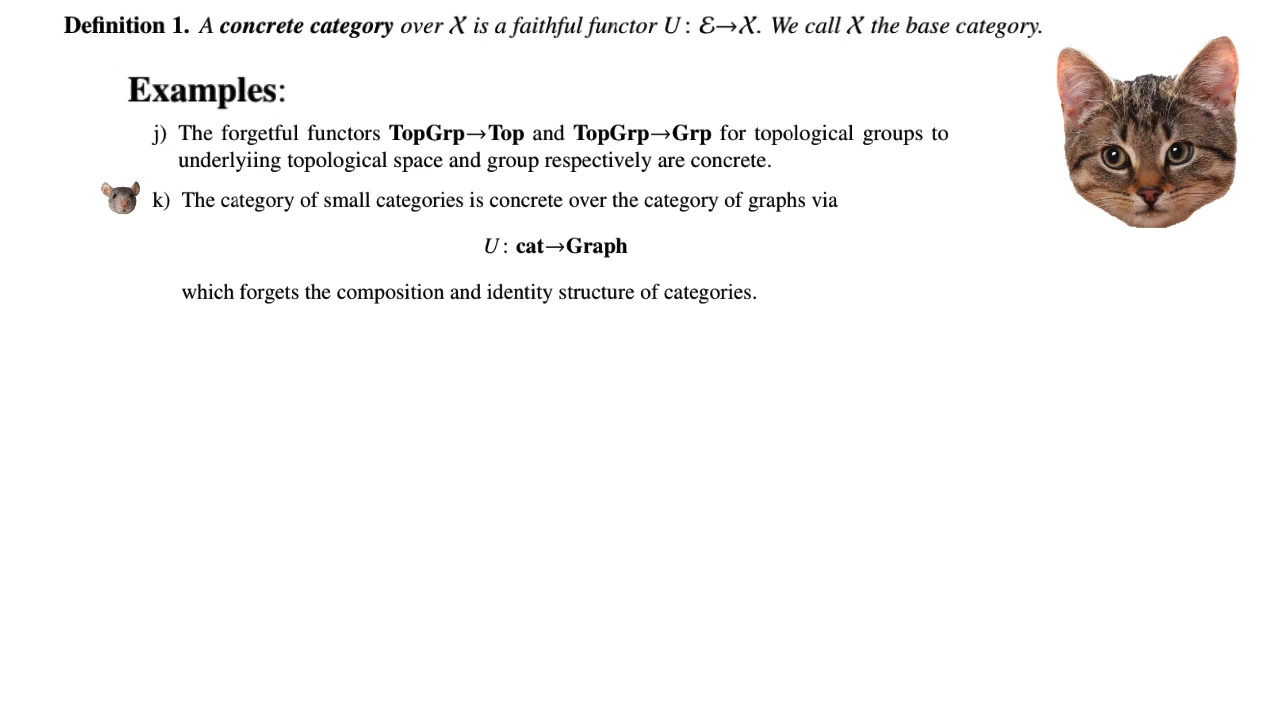 Definition 1. A concrete category over X is a faithful functor U : Ɛ→X. We call X the base category.
Examples:
j) The forgetful functors TopGrp→Top and TopGrp→Grp for topological groups to
underlyiing topological space and group respectively are concrete.
k) The category of small categories is concrete over the category of graphs via
U : cat→Graph
which forgets the composition and identity structure of categories.